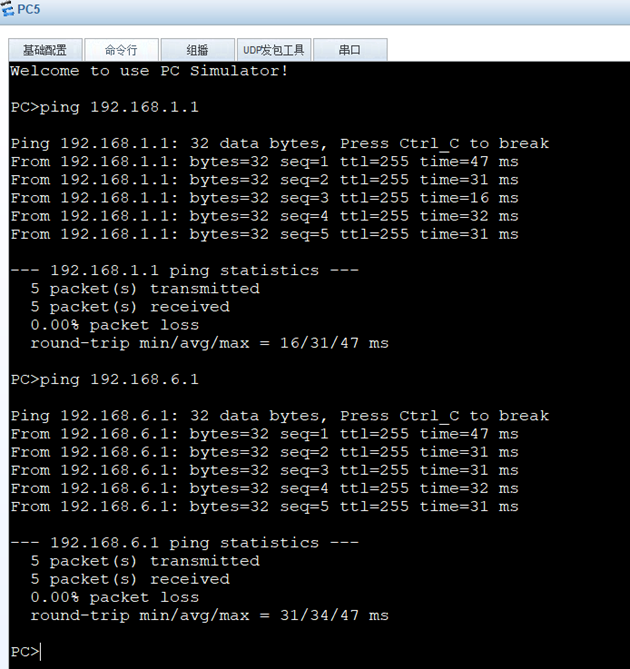 PC5
基础配置 命令行 组播 UDP发包工具 串口
Welcome to use PC Simulator!
PC>ping 192.168.1.1
Ping 192.168.1.1: 32 data bytes, Press Ctrl_C to break
From 192.168.1.1: bytes=32 seq=1 ttl=255 time=47 ms
From 192.168.1.1: bytes=32 seq=2 ttl=255 time=31 ms
From 192.168.1.1: bytes=32 seq=3 ttl=255 time=16 ms
From 192.168.1.1: bytes=32 seq=4 ttl=255 time=32 ms
From 192.168.1.1: bytes=32 seq=5 ttl=255 time=31 ms
--- 192.168.1.1 ping statistics ---
5 packet(s) transmitted
5 packet(s) received
0.00% packet loss
round-trip min/avg/max = 16/31/47 ms
PC>ping 192.168.6.1
Ping 192.168.6.1: 32 data bytes, Press Ctrl_C to break
From 192.168.6.1: bytes=32 seq=1 ttl=255 time=47 ms
From 192.168.6.1: bytes=32 seq=2 ttl=255 time=31 ms
From 192.168.6.1: bytes=32 seq=3 ttl=255 time=31 ms
From 192.168.6.1: bytes=32 seq=4 ttl=255 time=32 ms
From 192.168.6.1: bytes=32 seq=5 ttl=255 time=31 ms
--- 192.168.6.1 ping statistics ---
5 packet(s) transmitted
5 packet(s) received
0.00% packet loss
round-trip min/avg/max = 31/34/47 ms
PC>